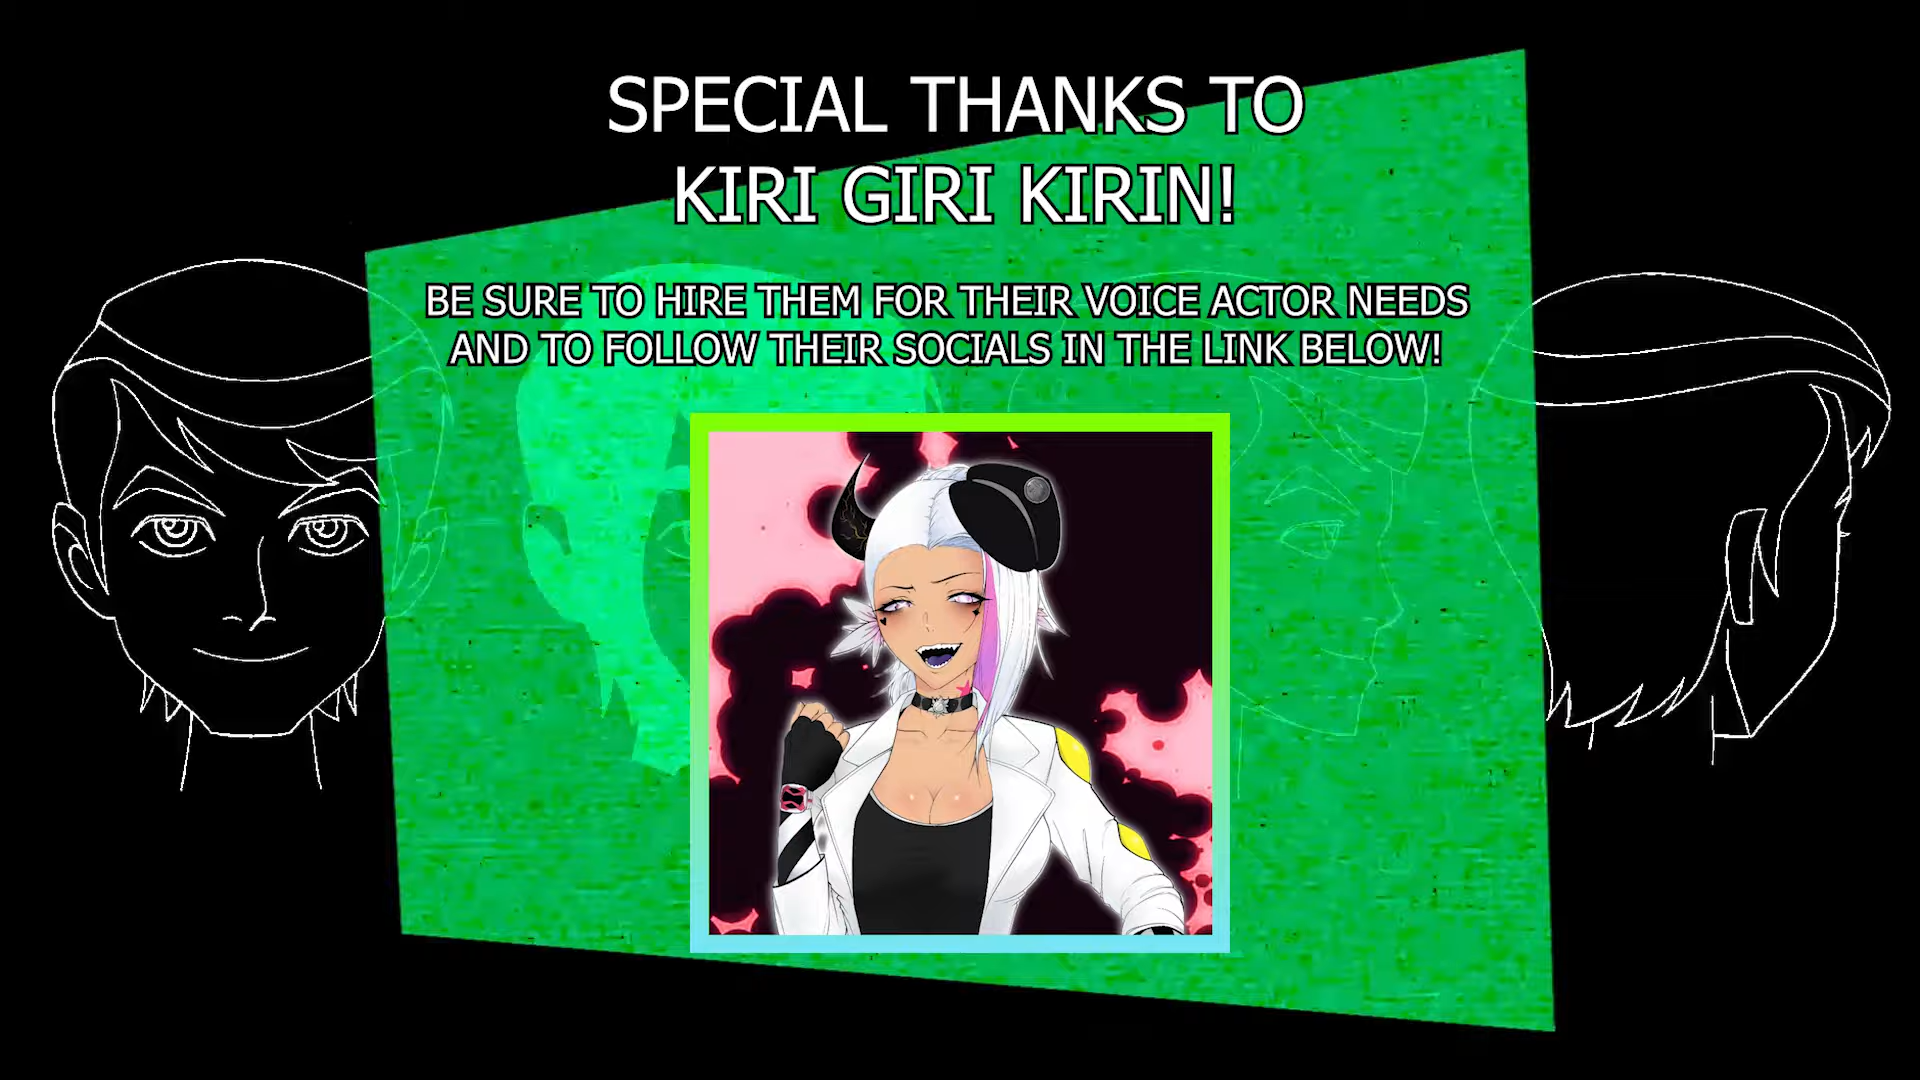 SPECIAL THANKS TO
KIRI GIRI KIRIN!
BE SURE TO HIRE THEM FOR THEIR VOICE ACTOR NEEDS
AND TO FOLLOW THEIR SOCIALS IN THE LINK BELOW!